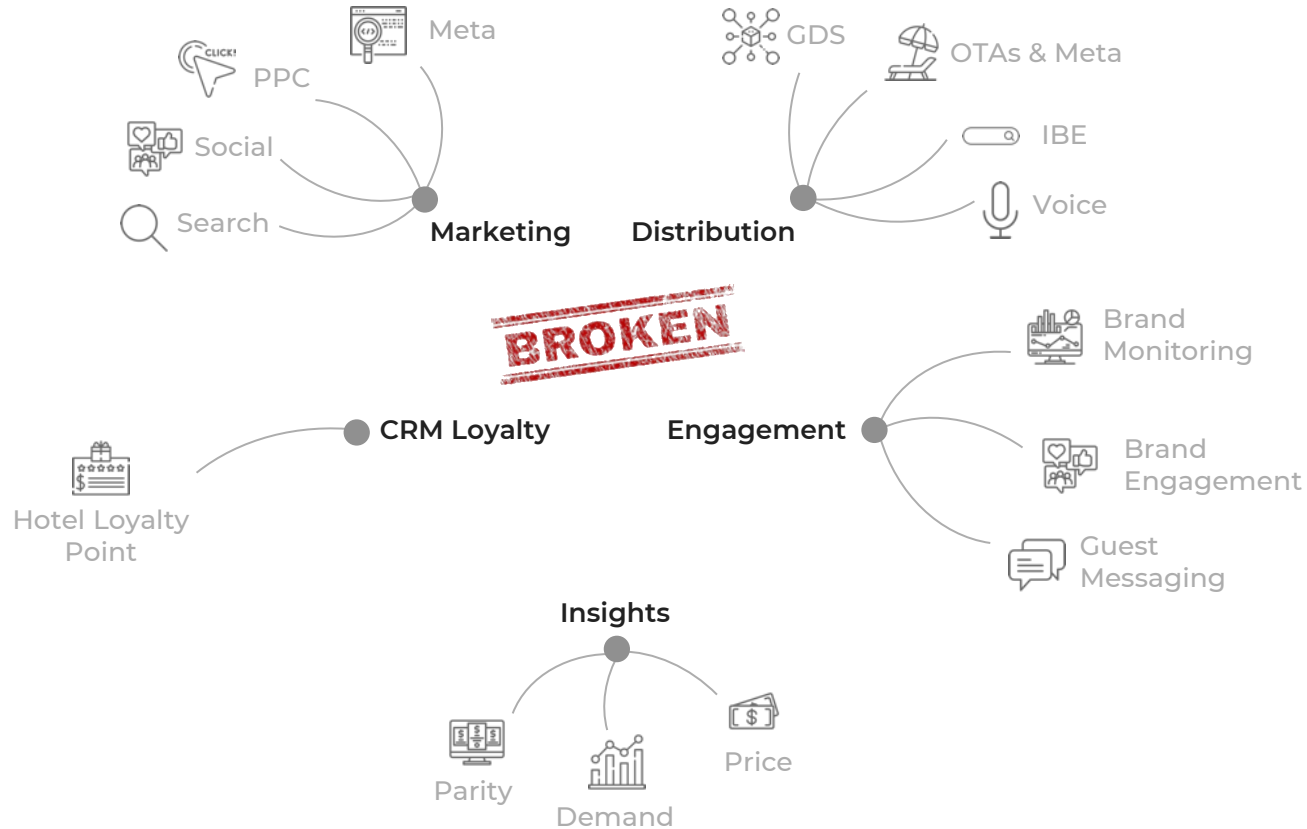 Meta
CLICK!
PPC
Social
Search
Marketing
GDS
OTAs & Meta
IBE
Voice
Distribution
BROKEN
CRM Loyalty
Hotel Loyalty
Point
Engagement
Brand
Monitoring
Brand
Engagement
Guest
Messaging
Insights
Parity
Demand
Price